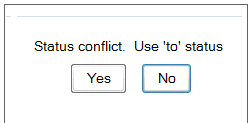 Status conflict.  Use 'to' status
Yes No